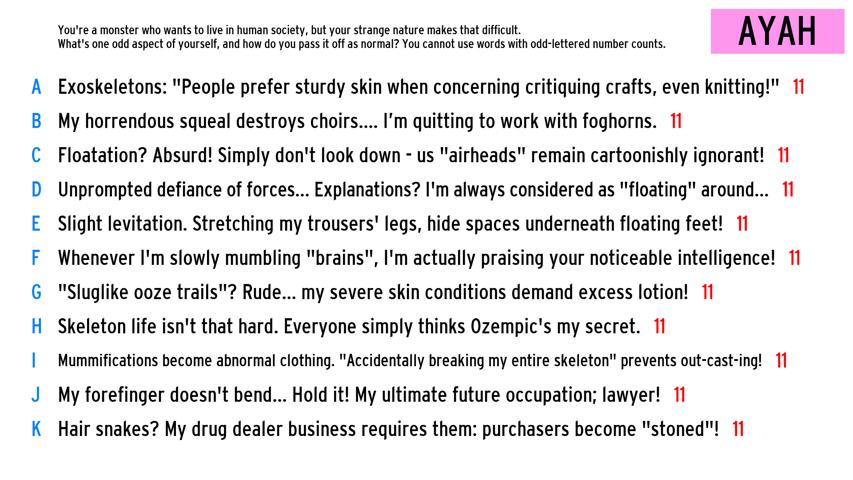 You're a monster who wants to live in human society, but your strange nature makes that difficult.
What's one odd aspect of yourself, and how do you pass it off as normal? You cannot use words with odd-lettered number counts.
AYAH
A Exoskeletons: "People prefer sturdy skin when concerning critiquing crafts, even knitting!" 11
B My horrendous squeal destroys choirs.... I'm quitting to work with foghorns. 11
C Floatation? Absurd! Simply don't look down - us "airheads" remain cartoonishly ignorant! 11
D Unprompted defiance of forces... Explanations? I'm always considered as "floating" around... 11
E Slight levitation. Stretching my trousers' legs, hide spaces underneath floating feet! 11
F Whenever I'm slowly mumbling "brains", I'm actually praising your noticeable intelligence! 11
G "Sluglike ooze trails"? Rude... my severe skin conditions demand excess lotion! 11
H Skeleton life isn't that hard. Everyone simply thinks Ozempic's my secret. 11
I Mummifications become abnormal clothing. "Accidentally breaking my entire skeleton" prevents out-cast-ing! 11
J My forefinger doesn't bend... Hold it! My ultimate future occupation; lawyer! 11
K Hair snakes? My drug dealer business requires them: purchasers become "stoned"! 11